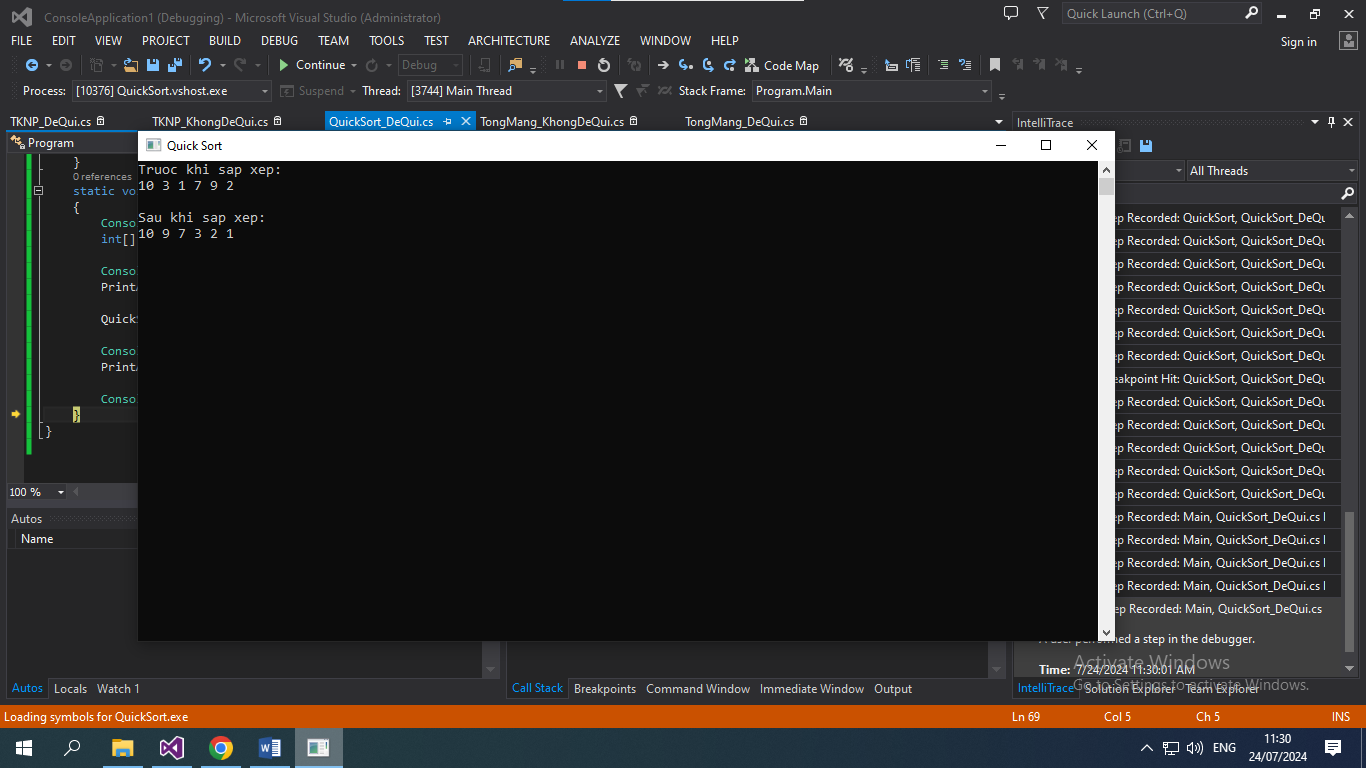 ConsoleApplication1 (Debugging) - Microsoft Visual Studio (Administrator)
Quick Launch (Ctrl+Q)
FILE EDIT VIEW PROJECT BUILD DEBUG TEAM TOOLS TEST ARCHITECTURE ANALYZE WINDOW HELP
Sign in
Continue Debug Code Map
Process: [10376] QuickSort.vshost.exe Suspend Thread: [3744] Main Thread Stack Frame: Program.Main
TKNP_DeQui.cs TKNP_KhongDeQui.cs QuickSort_DeQui.cs TongMang_KhongDeQui.cs TongMang_DeQui.cs
IntelliTrace
Program
Quick Sort
Truoc khi sap xep:
10 3 1 7 9 2
Sau khi sap xep:
10 9 7 3 2 1
}
0 references
static vo
{
Conso
int[]
Conso
Print
Quick
Conso
Print
Conso
}
}
100 %
Autos
Name
All Threads
ep Recorded: QuickSort, QuickSort_DeQu
ep Recorded: QuickSort, QuickSort_DeQu
ep Recorded: QuickSort, QuickSort_DeQu
ep Recorded: QuickSort, QuickSort_DeQu
ep Recorded: QuickSort, QuickSort_DeQu
ep Recorded: QuickSort, QuickSort_DeQu
ep Recorded: QuickSort, QuickSort_DeQu
eakpoint Hit: QuickSort, QuickSort_DeQu
ep Recorded: QuickSort, QuickSort_DeQu
ep Recorded: QuickSort, QuickSort_DeQu
ep Recorded: QuickSort, QuickSort_DeQu
ep Recorded: QuickSort, QuickSort_DeQu
ep Recorded: QuickSort, QuickSort_DeQu
ep Recorded: Main, QuickSort_DeQui.cs l
ep Recorded: Main, QuickSort_DeQui.cs l
ep Recorded: Main, QuickSort_DeQui.cs l
ep Recorded: Main, QuickSort_DeQui.cs l
ep Recorded: Main, QuickSort_DeQui.cs
A user performed a step in the debugger.
Time: 7/24/2024 11:30:01 AM
Activate Windows
Go to Settings to activate Windows.
Autos Locals Watch 1
Call Stack Breakpoints Command Window Immediate Window Output
IntelliTrace Solution Explorer Team Explorer
Loading symbols for QuickSort.exe
Ln 69 Col 5 Ch 5 INS
ENG
11:30
24/07/2024